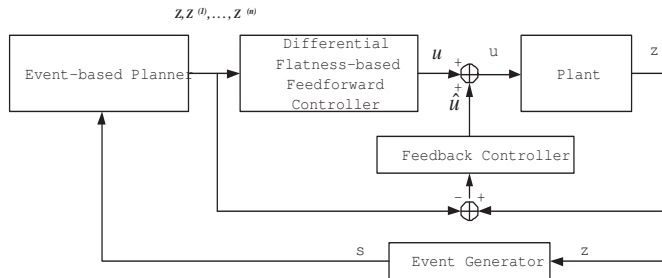 Z, Z (1), . . . , Z (n)
Event-based Planner
Differential
Flatness-based
Feedforward
Controller
u
+
+
û
u
Plant
z
Feedback Controller
- +
s
Event Generator
z